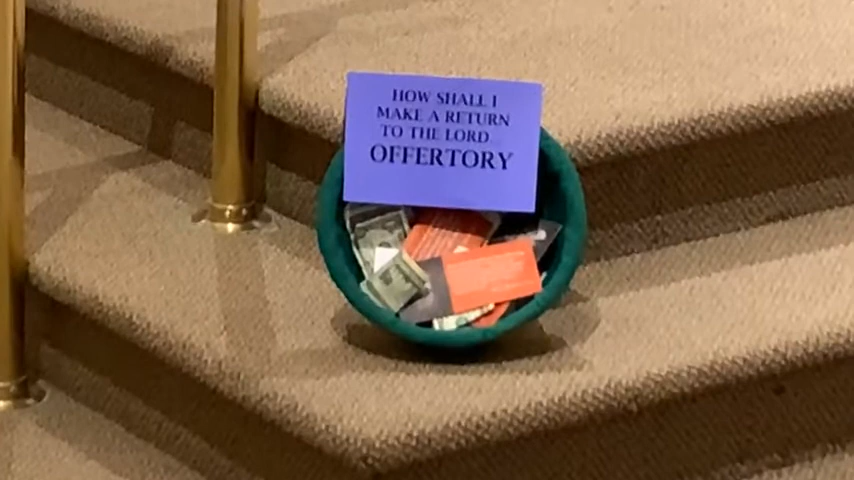 HOW SHALL I
MAKE A RETURN
TO THE LORD
OFFERTORY